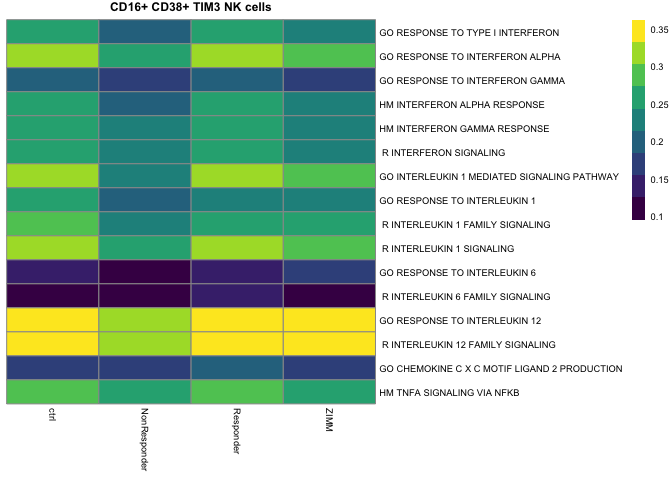 CD16+ CD38+ TIM3 NK cells
GO RESPONSE TO TYPE I INTERFERON
GO RESPONSE TO INTERFERON ALPHA
GO RESPONSE TO INTERFERON GAMMA
HM INTERFERON ALPHA RESPONSE
HM INTERFERON GAMMA RESPONSE
R INTERFERON SIGNALING
GO INTERLEUKIN 1 MEDIATED SIGNALING PATHWAY
GO RESPONSE TO INTERLEUKIN 1
R INTERLEUKIN 1 FAMILY SIGNALING
R INTERLEUKIN 1 SIGNALING
GO RESPONSE TO INTERLEUKIN 6
R INTERLEUKIN 6 FAMILY SIGNALING
GO RESPONSE TO INTERLEUKIN 12
R INTERLEUKIN 12 FAMILY SIGNALING
GO CHEMOKINE C X C MOTIF LIGAND 2 PRODUCTION
HM TNFA SIGNALING VIA NFKB
0.35
0.3
0.25
0.2
0.15
0.1
ctrl
NonResponder
Responder
ZIMM